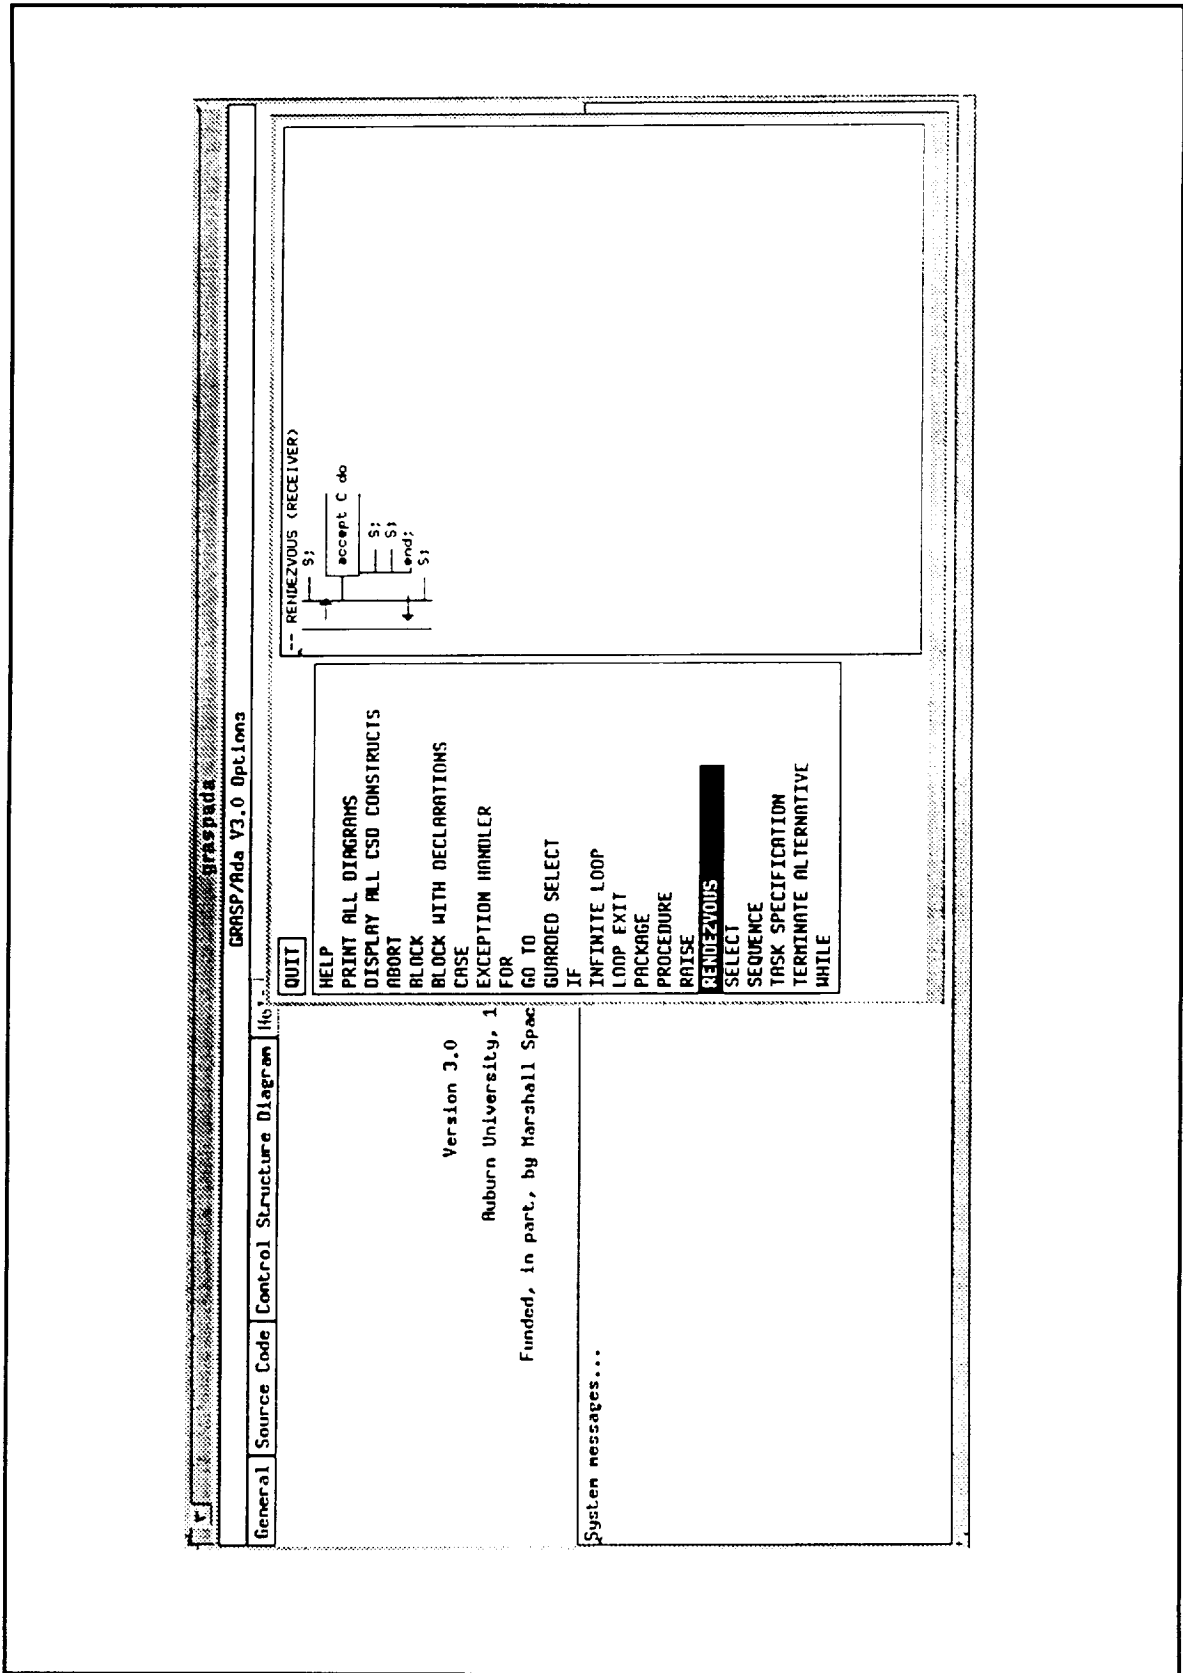 graspada
GRASP/Ada V3.0 Options
General Source Code Control Structure Diagram
Version 3.0
Auburn University, 1
Funded, in part, by Marshall Spac
System messages...
QUIT
HELP
PRINT ALL DIAGRAMS
DISPLAY ALL CSD CONSTRUCTS
ABORT
BLOCK
BLOCK WITH DECLARATIONS
CASE
EXCEPTION HANDLER
FOR
GO TO
GUARDED SELECT
IF
INFINITE LOOP
LOOP EXIT
PACKAGE
PROCEDURE
RAISE
RENDEZVOUS
SELECT
SEQUENCE
TASK SPECIFICATION
TERMINATE ALTERNATIVE
WHILE
-- RENDEZVOUS (RECEIVER)
S;
accept C do
S;
S;
end;
S;